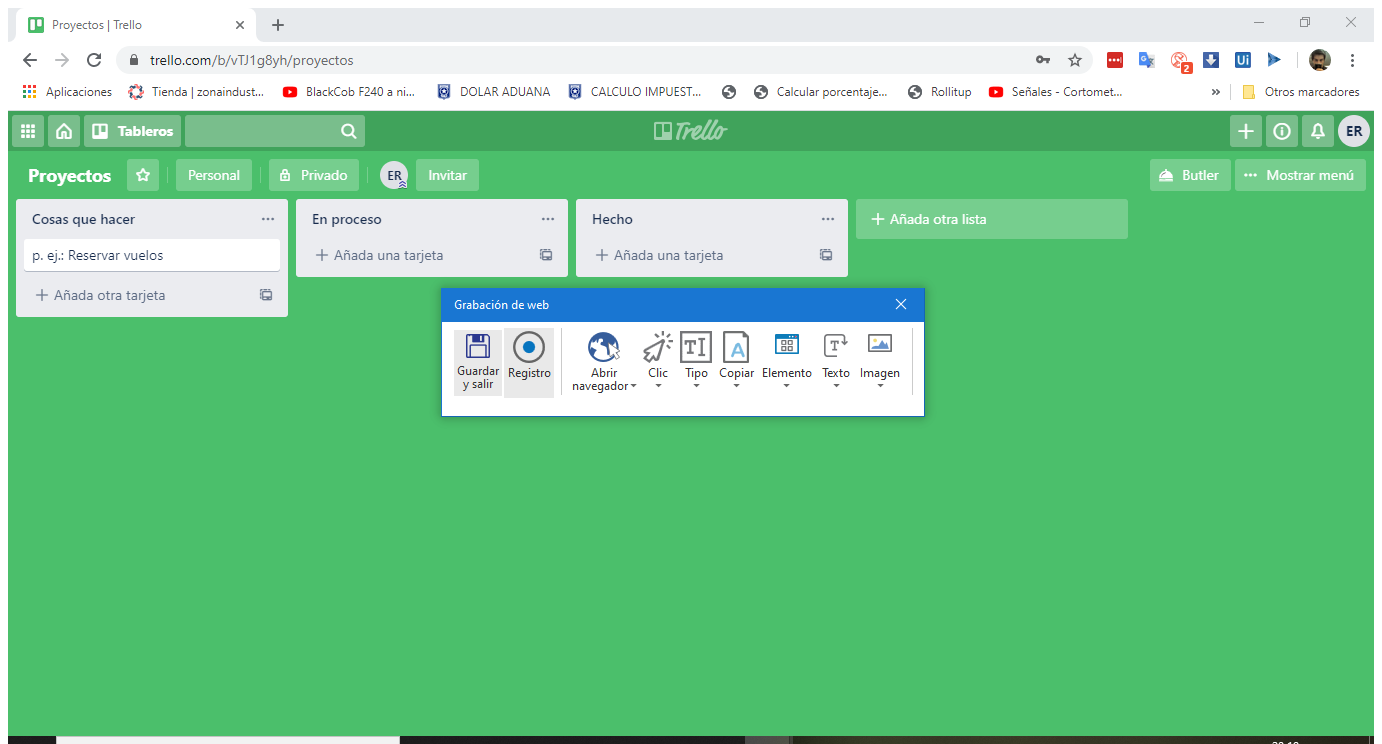 Proyectos | Trello
trello.com/b/vTJ1g8yh/proyectos
2
Ui
Aplicaciones
Tienda | zonaindust...
BlackCob F240 a ni...
DOLAR ADUANA
CALCULO IMPUEST...
Calcular porcentaje...
Rollitup
Señales - Cortomet...
»
Otros marcadores
Tableros
Trello
ER
Proyectos
Personal
Privado
ER
Invitar
Butler
Mostrar menú
Cosas que hacer
En proceso
Hecho
+ Añada otra lista
p. ej.: Reservar vuelos
+ Añada una tarjeta
+ Añada una tarjeta
+ Añada otra tarjeta
Grabación de web
Guardar
y salir
Registro
Abrir
navegador
Clic
Tipo
Copiar
Elemento
Texto
Imagen